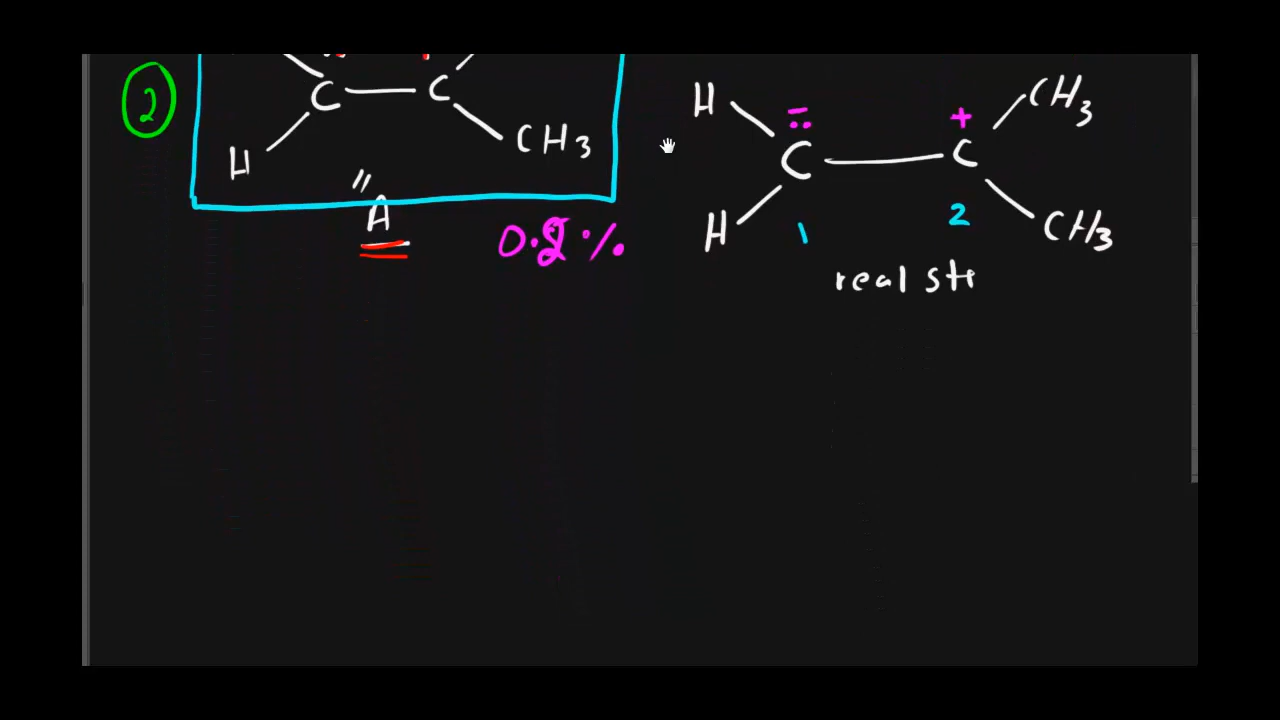 2
C C
H CH3
"A
0.2%
H CH3
C C
H CH3
1 2
real str